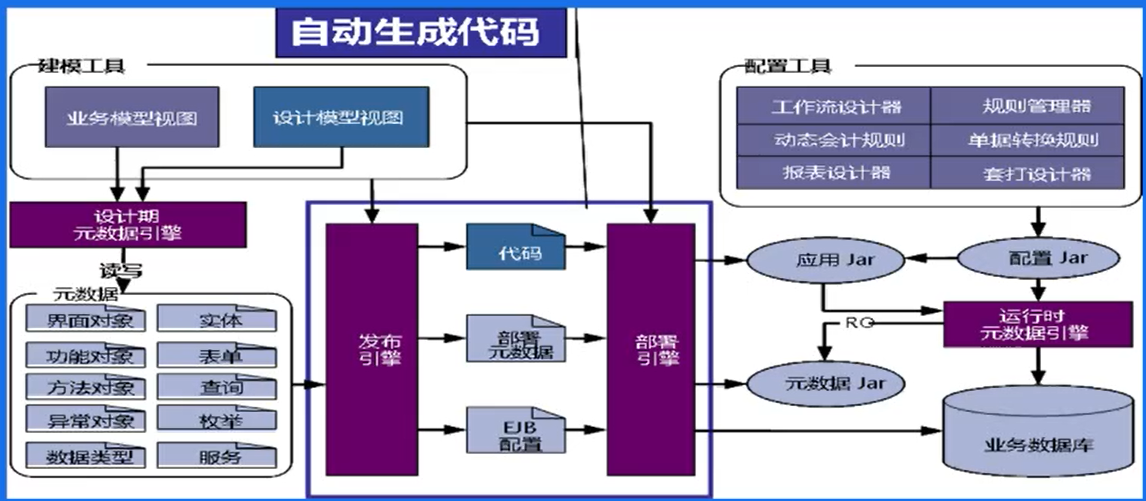 自动生成代码
建模工具
业务模型视图
设计模型视图
设计期
元数据引擎
读写
元数据
界面对象
实体
功能对象
表单
方法对象
查询
异常对象
枚举
数据类型
服务
发布
引擎
代码
部署
元数据
EJB
配置
部署
引擎
配置工具
工作流设计器
规则管理器
动态会计规则
单据转换规则
报表设计器
套打设计器
应用 Jar
配置 Jar
RO
运行时
元数据引擎
元数据 Jar
业务数据库